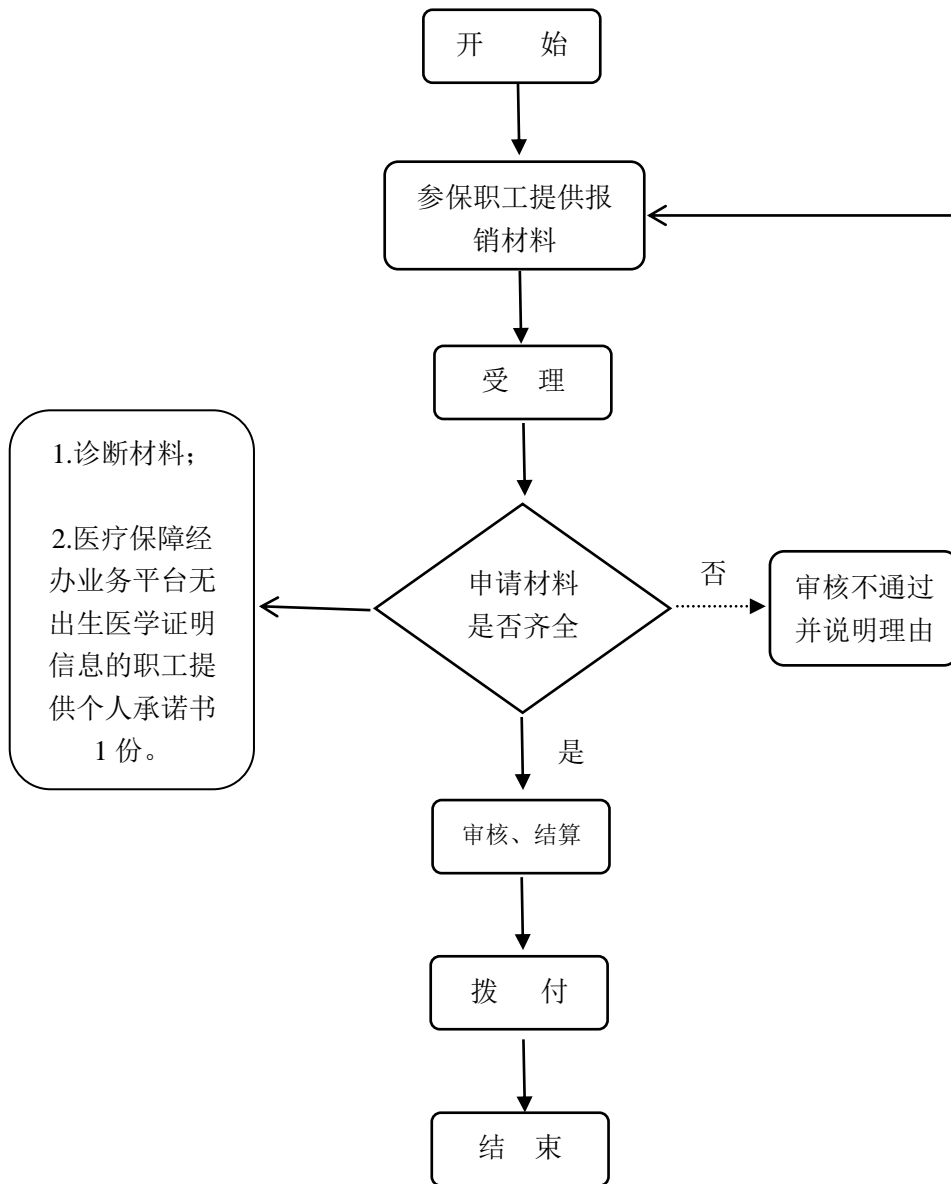 开 始
参保职工提供报
销材料
受 理
1.诊断材料；
2.医疗保障经
办业务平台无
出生医学证明
信息的职工提
供个人承诺书
1 份。
申请材料
是否齐全
否
审核不通过
并说明理由
是
审核、结算
拨 付
结 束